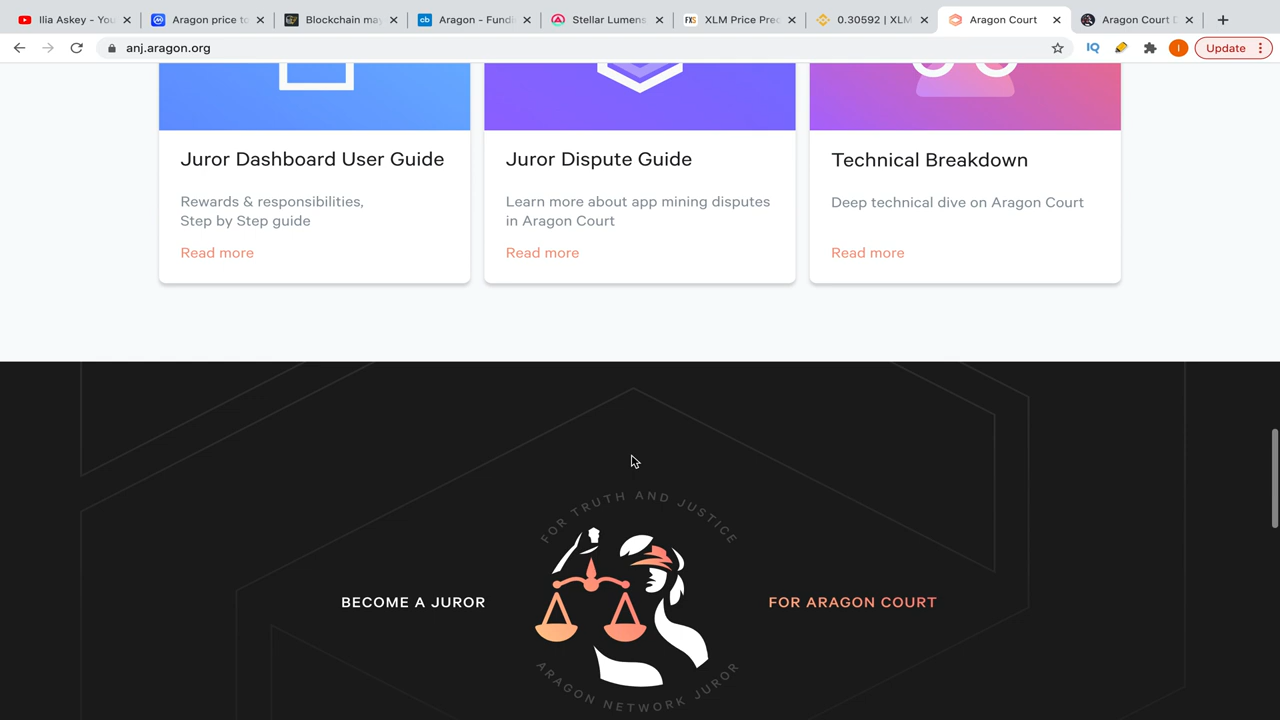 Ilia Askey - You
Aragon price to
Blockchain ma
Aragon - Fundi
Stellar Lumens
FXS
XLM Price Prec
0.30592 | XLM
Aragon Court
Aragon Court D
anj.aragon.org
IQ
I
Update
Juror Dashboard User Guide
Rewards & responsibilities,
Step by Step guide
Read more
Juror Dispute Guide
Learn more about app mining disputes
in Aragon Court
Read more
Technical Breakdown
Deep technical dive on Aragon Court
Read more
FOR TRUTH AND JUSTICE
BECOME A JUROR
FOR ARAGON COURT
ARAGON NETWORK JUROR